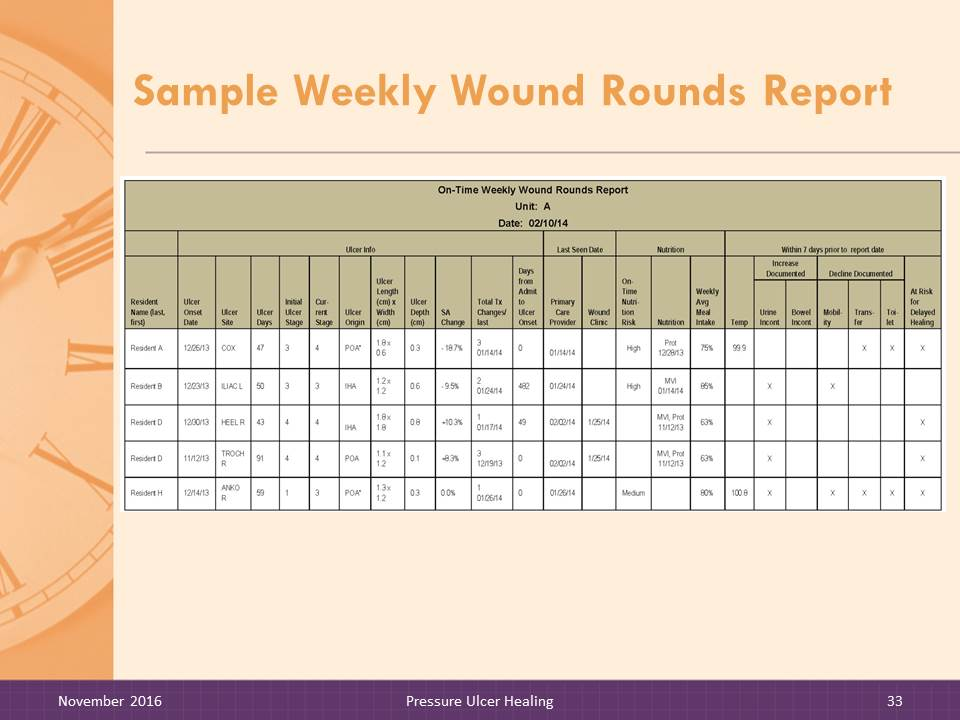 Sample Weekly Wound Rounds Report
On-Time Weekly Wound Rounds Report
Unit: A
Date: 02/10/14
Ulcer Info Last Seen Date Nutrition Within 7 days prior to report date
Increase Documented Decline Documented
Resident Name (last, first) Ulcer Onset Date Ulcer Site Ulcer Days Initial Ulcer Stage Cur-rent Stage Ulcer Origin Ulcer Length (cm) x Width (cm) Ulcer Depth (cm) SA Change Total Tx Changes/ last Days from Admit to Ulcer Onset Primary Care Provider Wound Clinic On-Time Nutri-tion Risk Nutrition Weekly Avg Meal Intake Temp Urine Incont Bowel Incont Mobil-ity Trans-fer Toi-let At Risk for Delayed Healing
Resident A 12/26/13 COX 47 3 4 POA* 1.8 x 0.6 0.3 - 18.7% 3 01/14/14 0 01/14/14 High Prot 12/28/13 75% 99.9 X X X
Resident B 12/23/13 ILIAC L 50 3 3 IHA 1.2 x 1.2 0.6 - 9.5% 2 01/24/14 482 01/24/14 High MVI 01/14/14 85% X X
Resident D 12/30/13 HEEL R 43 4 4 IHA 1.8 x 1.8 0.8 +10.3% 1 01/17/14 49 02/02/14 1/25/14 MVI, Prot 11/12/13 63% X X
Resident D 11/12/13 TROCH R 91 4 4 POA 1.1 x 1.2 0.1 +8.3% 3 12/19/13 0 02/02/14 1/25/14 MVI, Prot 11/12/13 63% X X
Resident H 12/14/13 ANKO R 59 1 3 POA* 1.3 x 1.2 0.3 0.0% 1 01/26/14 0 01/26/14 Medium 80% 100.8 X X X X X
November 2016 Pressure Ulcer Healing 33